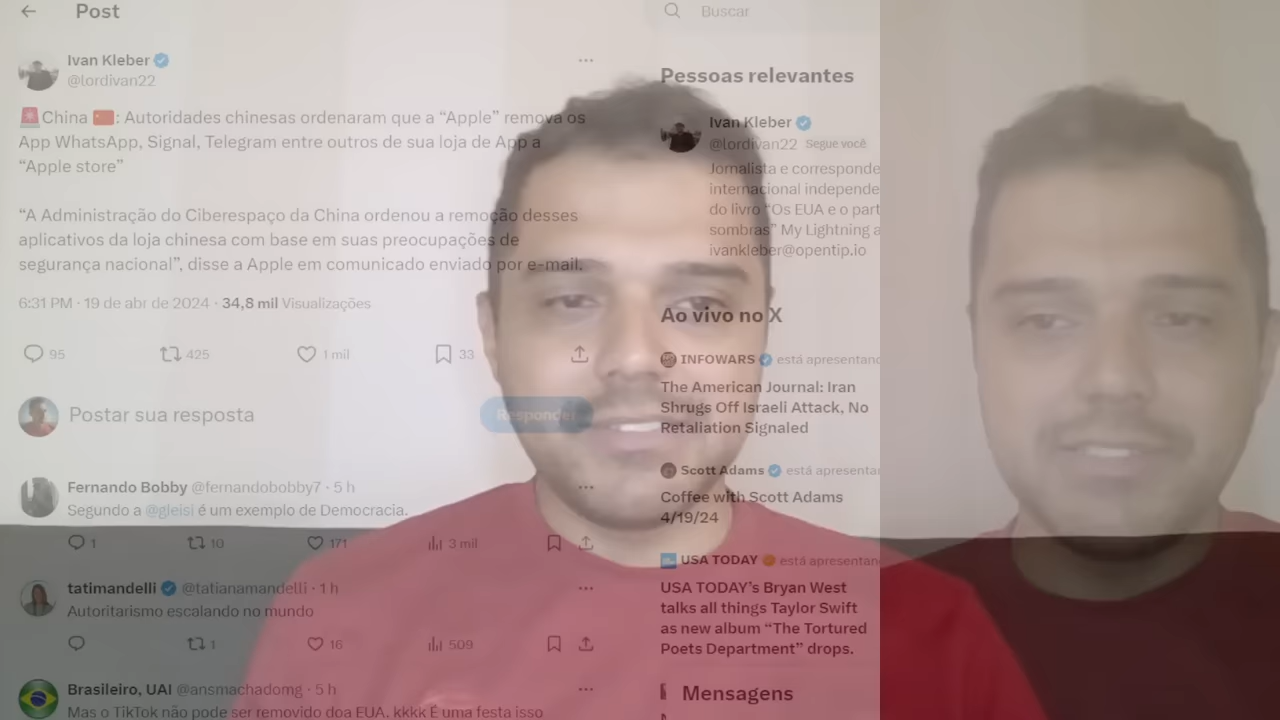 Post
Ivan Kleber
@lordivan22
🚨China 🇨🇳: Autoridades chinesas ordenaram que a “Apple” remova os
App WhatsApp, Signal, Telegram entre outros de sua loja de App a
“Apple store”
“A Administração do Ciberespaço da China ordenou a remoção desses
aplicativos da loja chinesa com base em suas preocupações de
segurança nacional”, disse a Apple em comunicado enviado por e-mail.
6:31 PM · 19 de abr de 2024 · 34,8 mil Visualizações
95 425 1 mil 33
Postar sua resposta
Responder
Fernando Bobby @fernandobobby7 · 5 h
Segundo a @gleisi é um exemplo de Democracia.
1 10 171 3 mil
tatimandelli @tatianamandelli · 1 h
Autoritarismo escalando no mundo
1 16 509
Brasileiro, UAI @ansmachadomg · 5 h
Mas o TikTok não pode ser removido doa EUA. kkkk É uma festa isso
Buscar
Pessoas relevantes
Ivan Kleber
@lordivan22 Segue você
Jornalista e corresponde
internacional independe
do livro “Os EUA e o part
sombras” My Lightning a
ivankleber@opentip.io
Ao vivo no X
INFOWARS está apresentand
The American Journal: Iran
Shrugs Off Israeli Attack, No
Retaliation Signaled
Scott Adams está apresentan
Coffee with Scott Adams
4/19/24
USA TODAY está apresentand
USA TODAY’s Bryan West
talks all things Taylor Swift
as new album “The Tortured
Poets Department” drops.
Mensagens